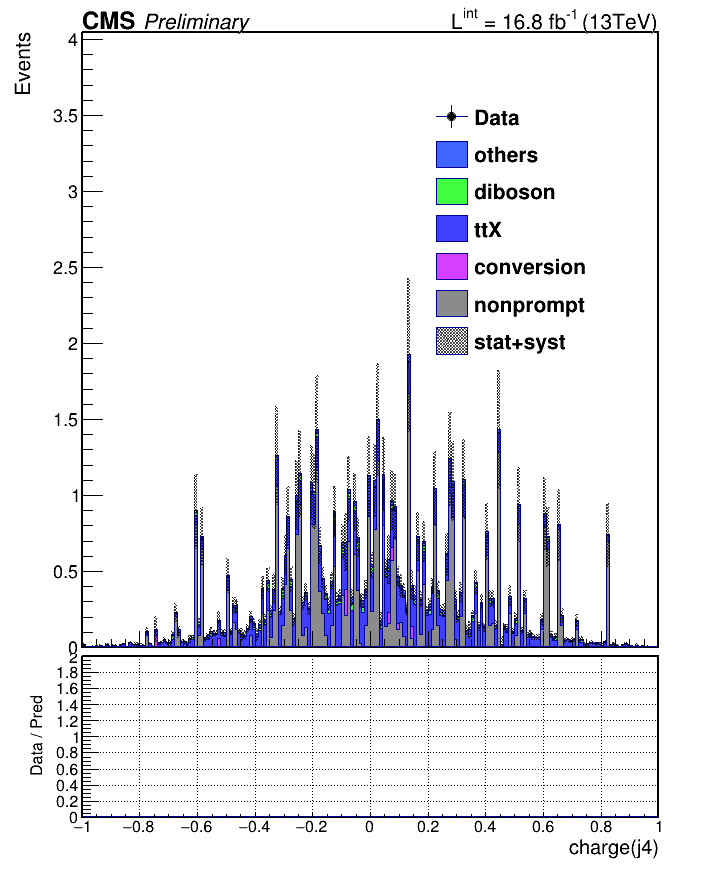 CMS Preliminary L^int = 16.8 fb^-1 (13TeV)
Events
4
3.5
3
2.5
2
1.5
1
0.5
0
Data
others
diboson
ttX
conversion
nonprompt
stat+syst
Data / Pred
2
1.8
1.6
1.4
1.2
1
0.8
0.6
0.4
0.2
0
−1 −0.8 −0.6 −0.4 −0.2 0 0.2 0.4 0.6 0.8 1
charge(j4)